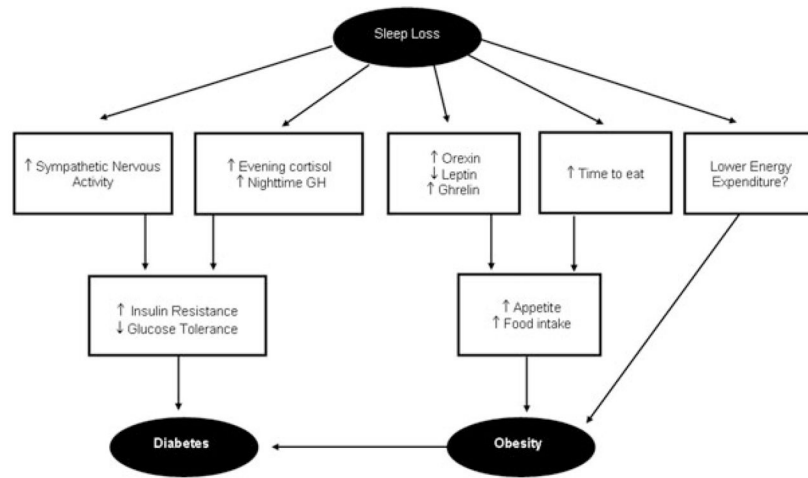 Sleep Loss
↑ Sympathetic Nervous
Activity
↑ Evening cortisol
↑ Nighttime GH
↑ Orexin
↓ Leptin
↑ Ghrelin
↑ Time to eat
Lower Energy
Expenditure?
↑ Insulin Resistance
↓ Glucose Tolerance
↑ Appetite
↑ Food intake
Diabetes
Obesity